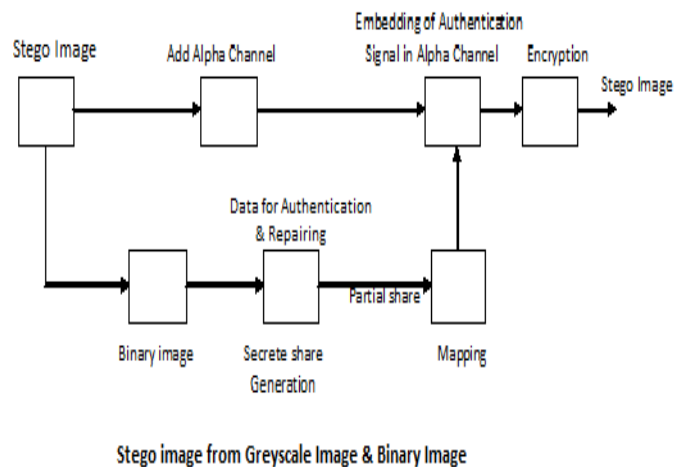 Embedding of Authentication
Stego Image
Add Alpha Channel
Signal in Alpha Channel
Encryption
Stego Image
Data for Authentication
& Repairing
Partial share
Binary image
Secrete share
Generation
Mapping
Stego image from Greyscale Image & Binary Image